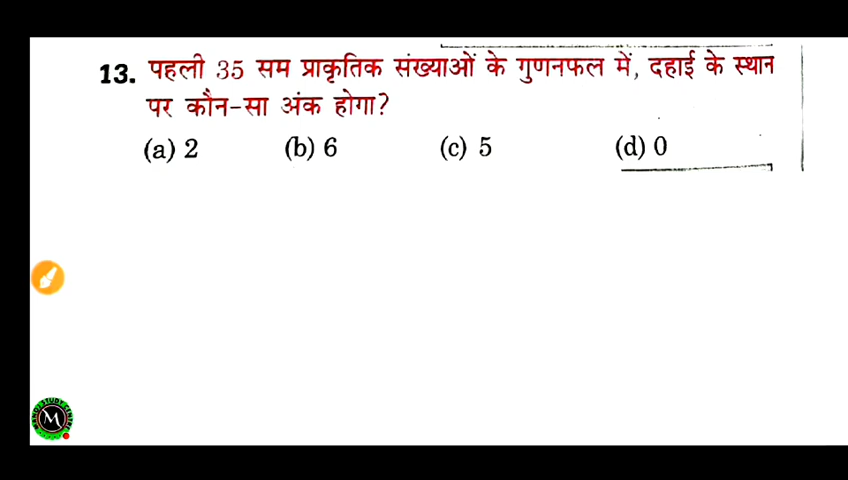 13. पहली 35 सम प्राकृतिक संख्याओं के गुणनफल में, दहाई के स्थान
पर कौन-सा अंक होगा?
(a) 2 (b) 6 (c) 5 (d) 0
M